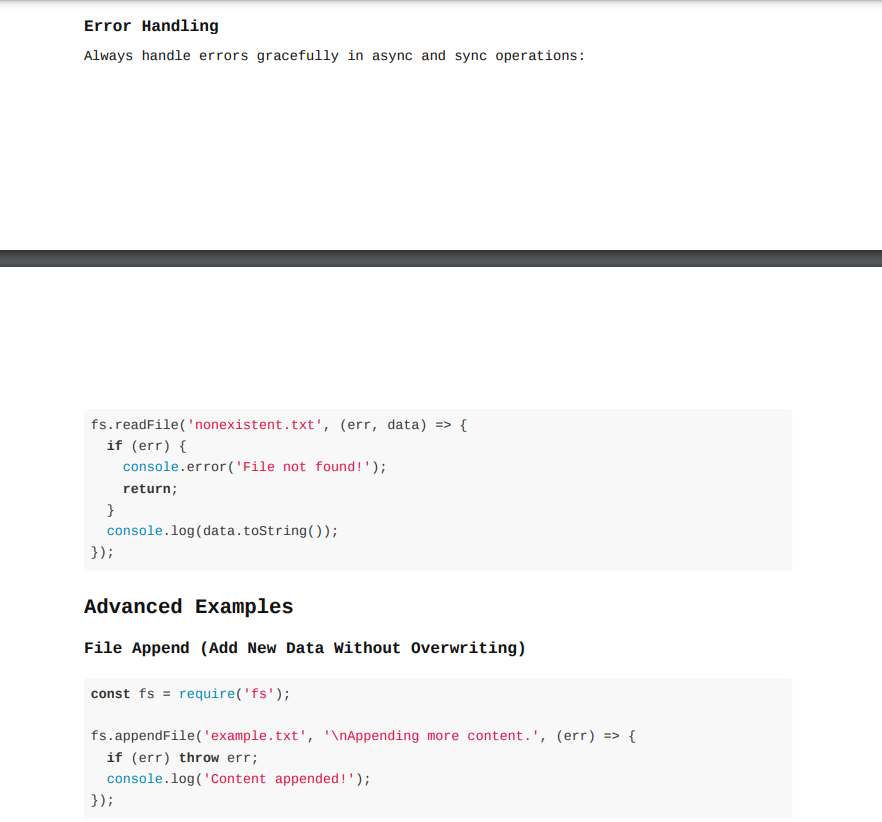 Error Handling
Always handle errors gracefully in async and sync operations:
fs.readFile('nonexistent.txt', (err, data) => {
  if (err) {
    console.error('File not found!');
    return;
  }
  console.log(data.toString());
});
Advanced Examples
File Append (Add New Data Without Overwriting)
const fs = require('fs');
fs.appendFile('example.txt', '\nAppending more content.', (err) => {
  if (err) throw err;
  console.log('Content appended!');
});